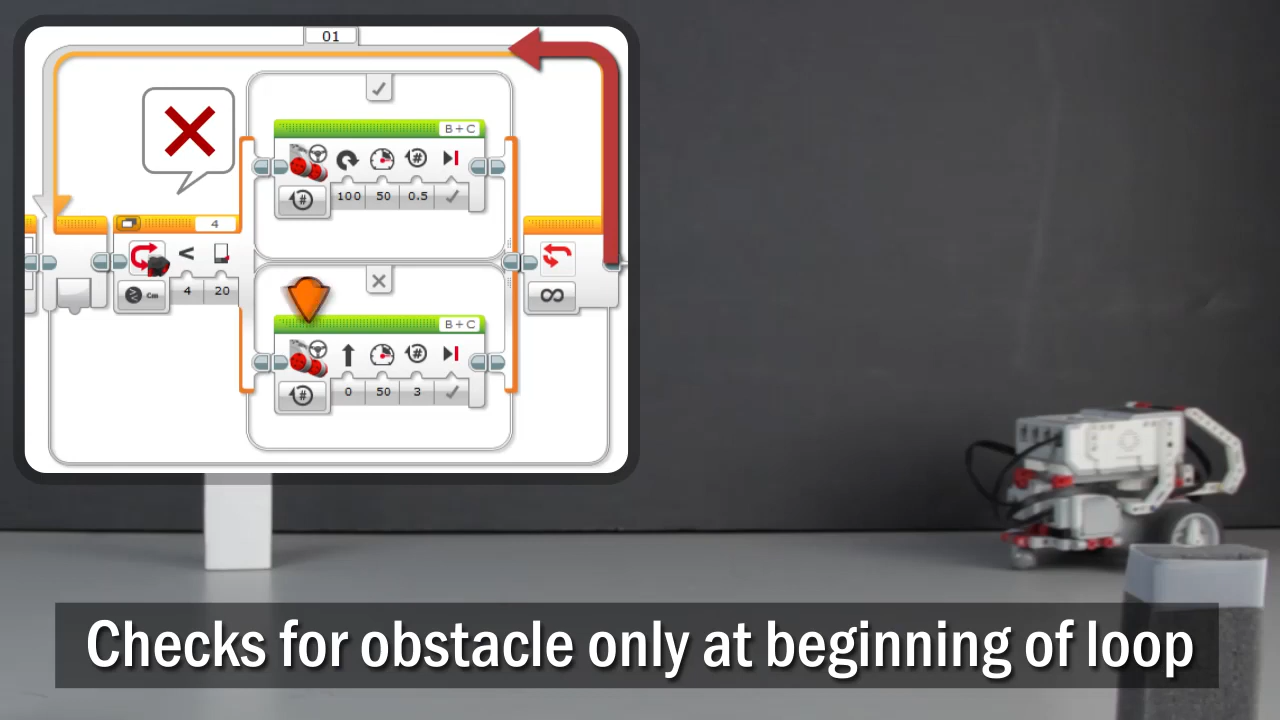 01
B+C
100 50 0.5
4
<
Cm 4 20
∞
B+C
0 50 3
Checks for obstacle only at beginning of loop